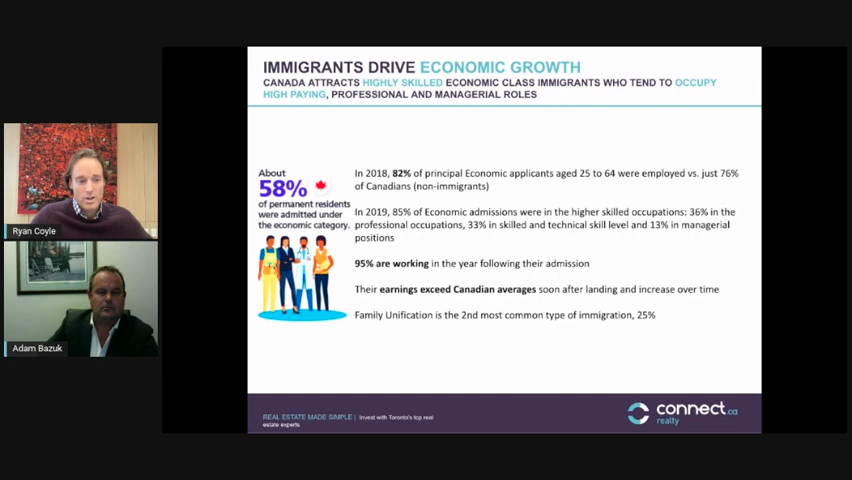 IMMIGRANTS DRIVE ECONOMIC GROWTH
CANADA ATTRACTS HIGHLY SKILLED ECONOMIC CLASS IMMIGRANTS WHO TEND TO OCCUPY
HIGH PAYING, PROFESSIONAL AND MANAGERIAL ROLES
About
58%
of permanent residents
were admitted under
the economic category.
In 2018, 82% of principal Economic applicants aged 25 to 64 were employed vs. just 76%
of Canadians (non-immigrants)
In 2019, 85% of Economic admissions were in the higher skilled occupations: 36% in the
professional occupations, 33% in skilled and technical skill level and 13% in managerial
positions
95% are working in the year following their admission
Their earnings exceed Canadian averages soon after landing and increase over time
Family Unification is the 2nd most common type of immigration, 25%
Ryan Coyle
Adam Bazuk
REAL ESTATE MADE SIMPLE | Invest with Toronto's top real
estate experts
connect.ca
realty